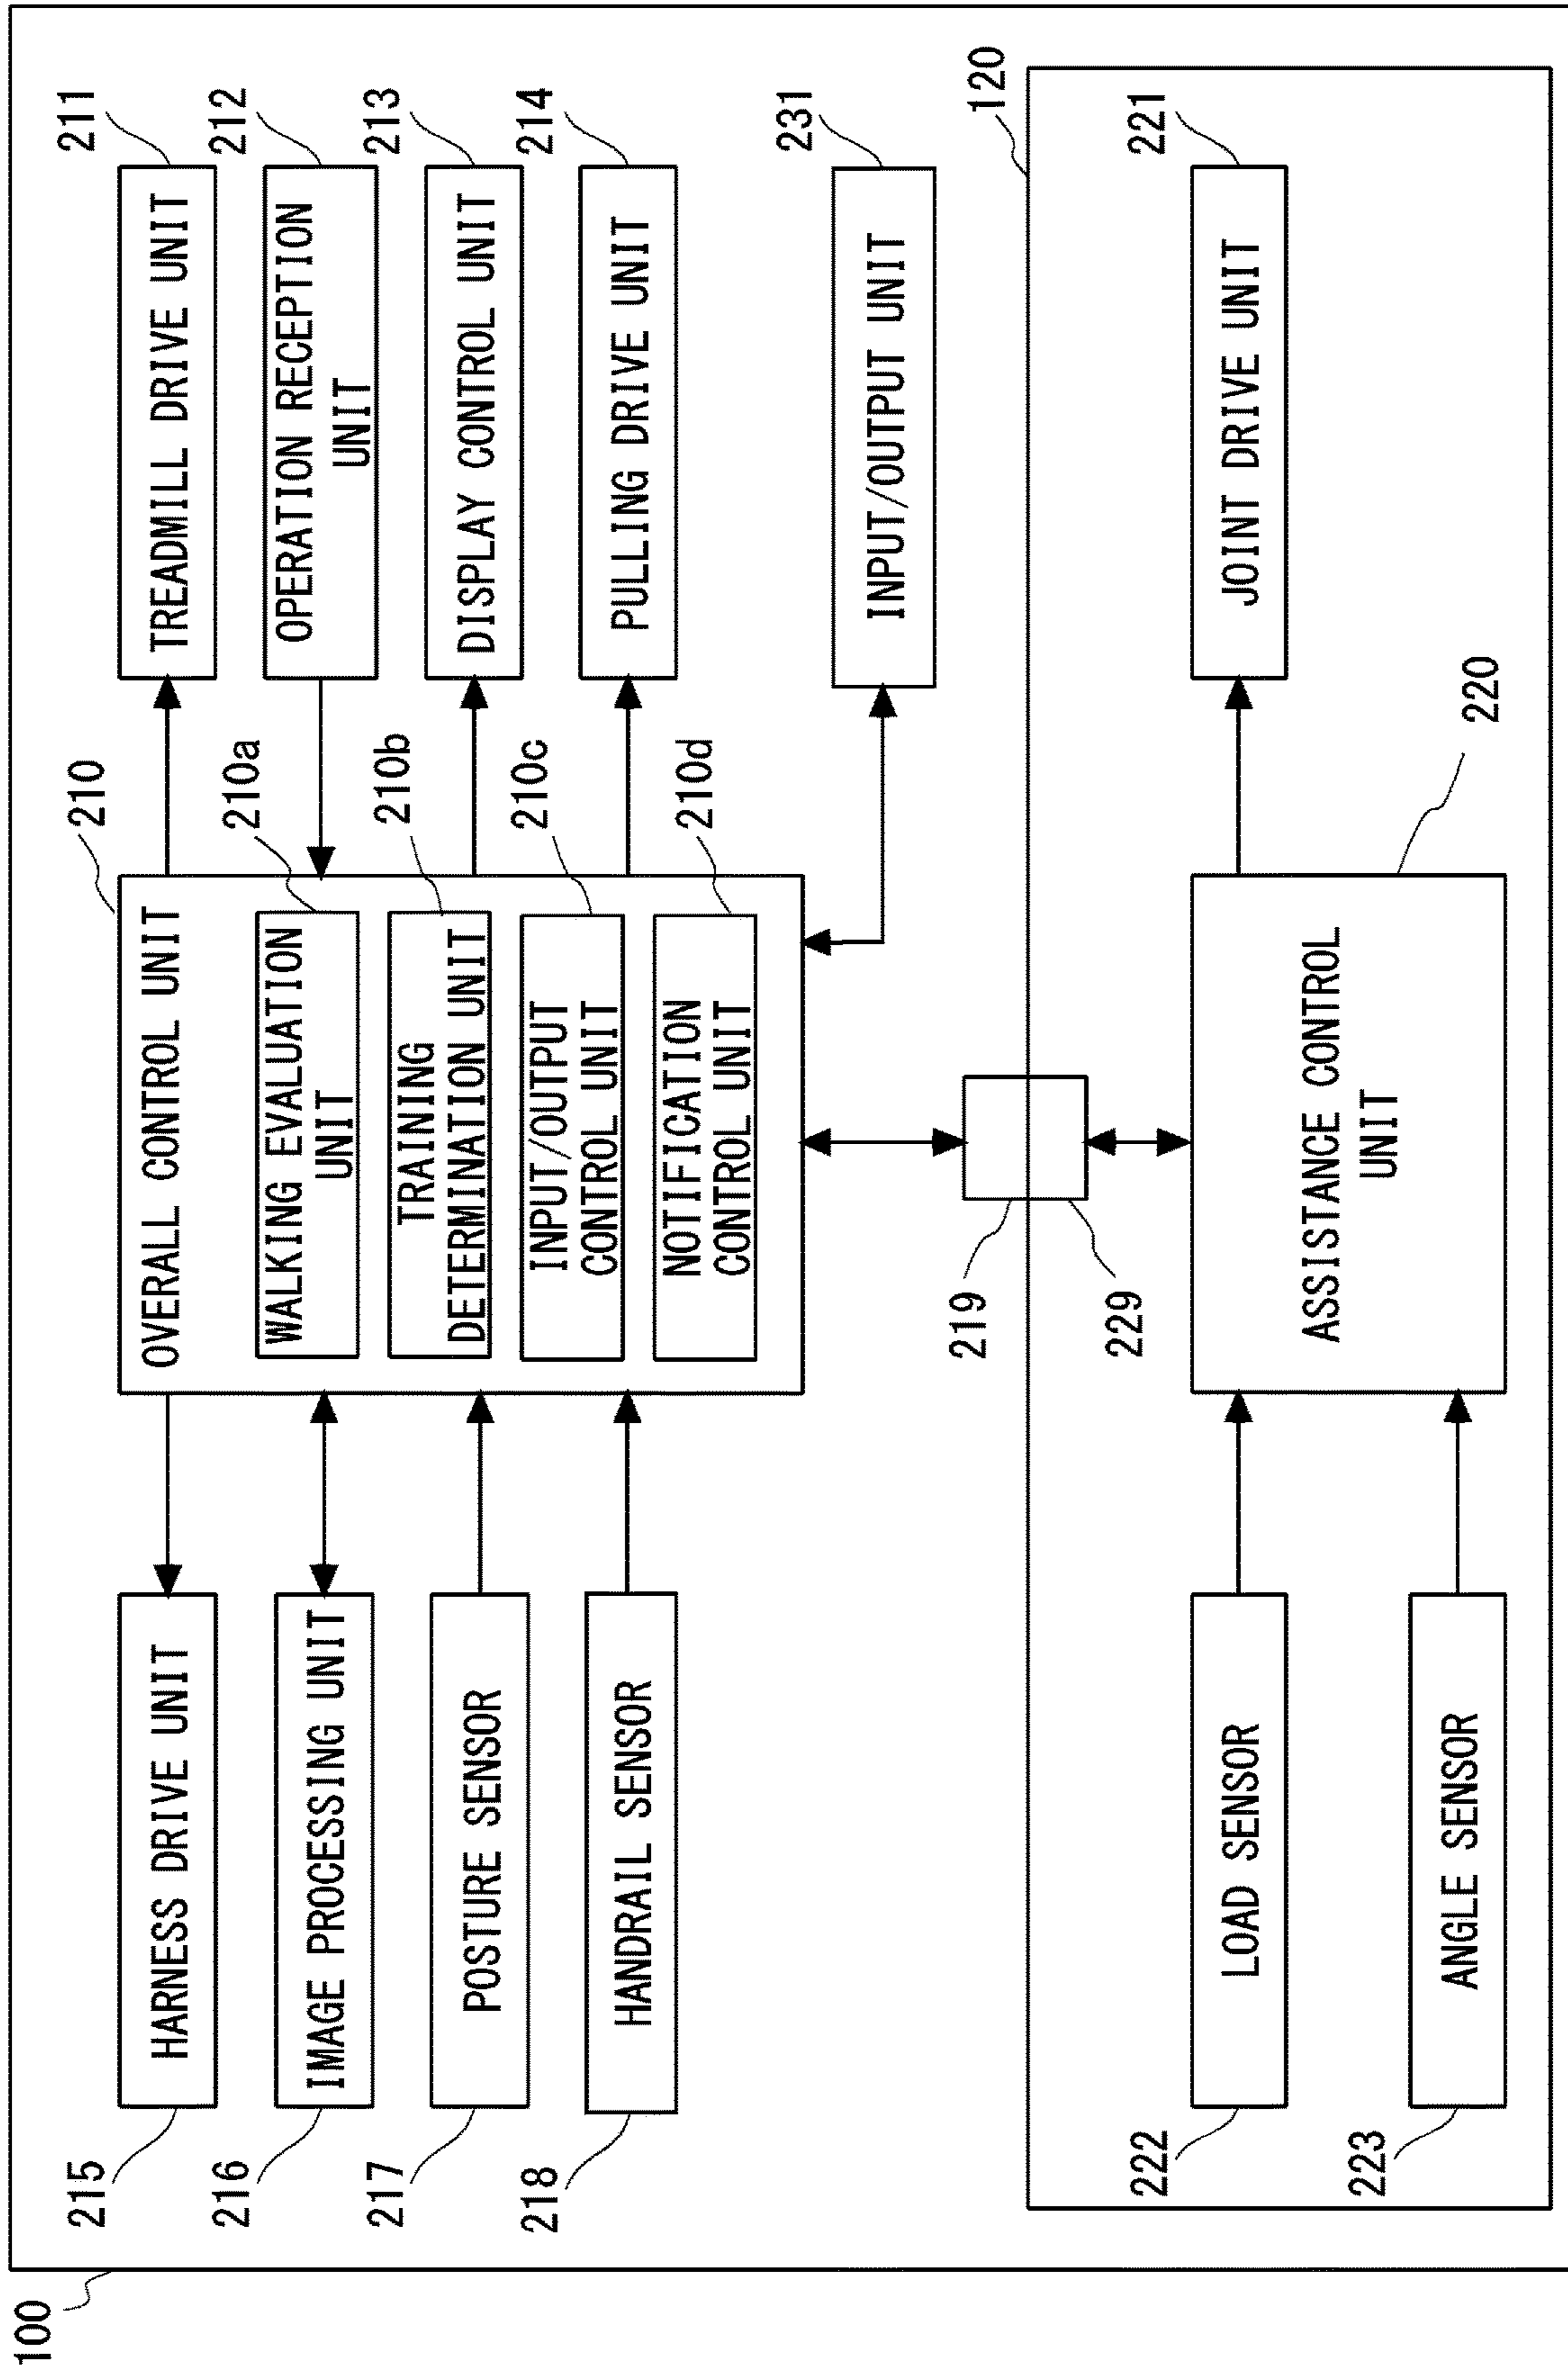 100
215
HARNESS DRIVE UNIT
216
IMAGE PROCESSING UNIT
217
POSTURE SENSOR
218
HANDRAIL SENSOR
210
OVERALL CONTROL UNIT
210a
WALKING EVALUATION
UNIT
210b
TRAINING
DETERMINATION UNIT
210c
INPUT/OUTPUT
CONTROL UNIT
210d
NOTIFICATION
CONTROL UNIT
211
TREADMILL DRIVE UNIT
212
OPERATION RECEPTION
UNIT
213
DISPLAY CONTROL UNIT
214
PULLING DRIVE UNIT
231
INPUT/OUTPUT UNIT
219
229
120
222
LOAD SENSOR
223
ANGLE SENSOR
220
ASSISTANCE CONTROL
UNIT
221
JOINT DRIVE UNIT